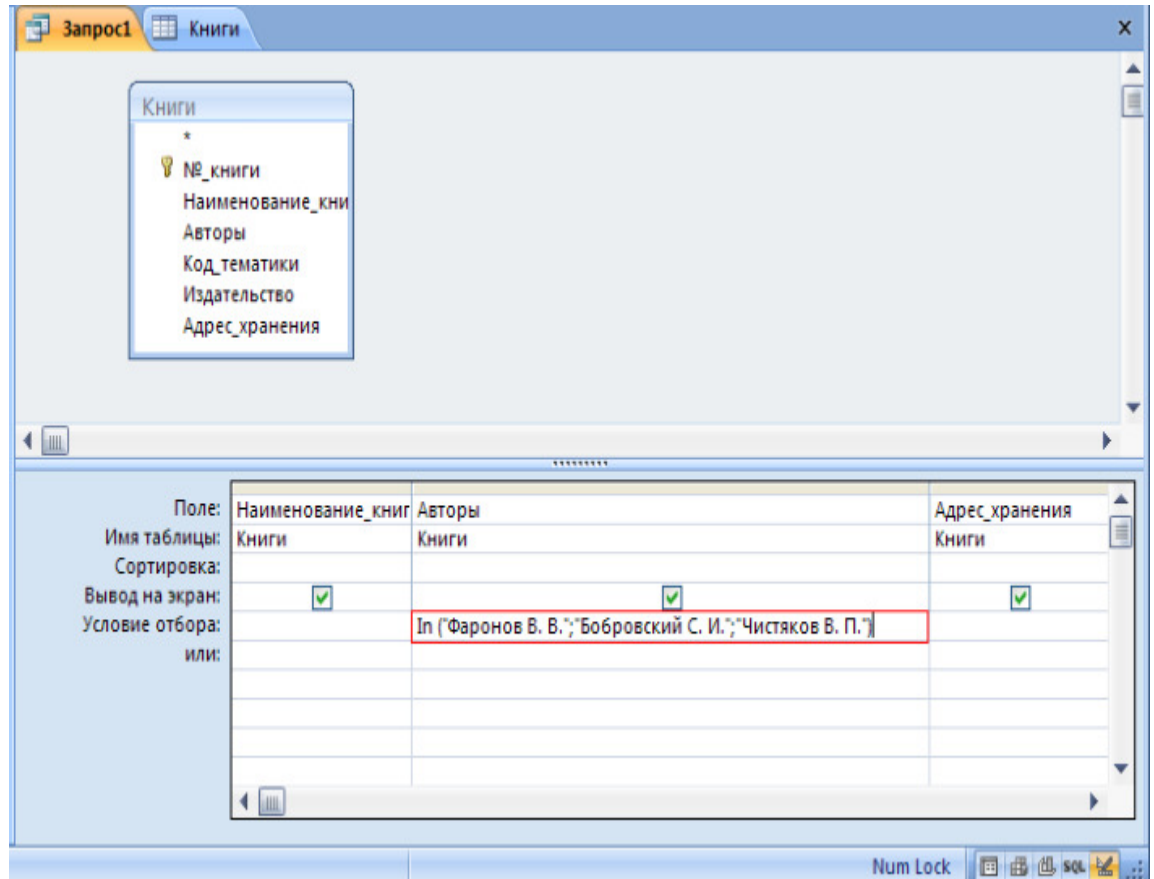 Запрос1 Книги
Книги
*
№_книги
Наименование_кни
Авторы
Код_тематики
Издательство
Адрес_хранения
Поле: Наименование_книг Авторы Адрес_хранения
Имя таблицы: Книги Книги Книги
Сортировка:
Вывод на экран:
Условие отбора: In ("Фаронов В. В.";"Бобровский С. И.";"Чистяков В. П.")
или:
Num Lock SQL